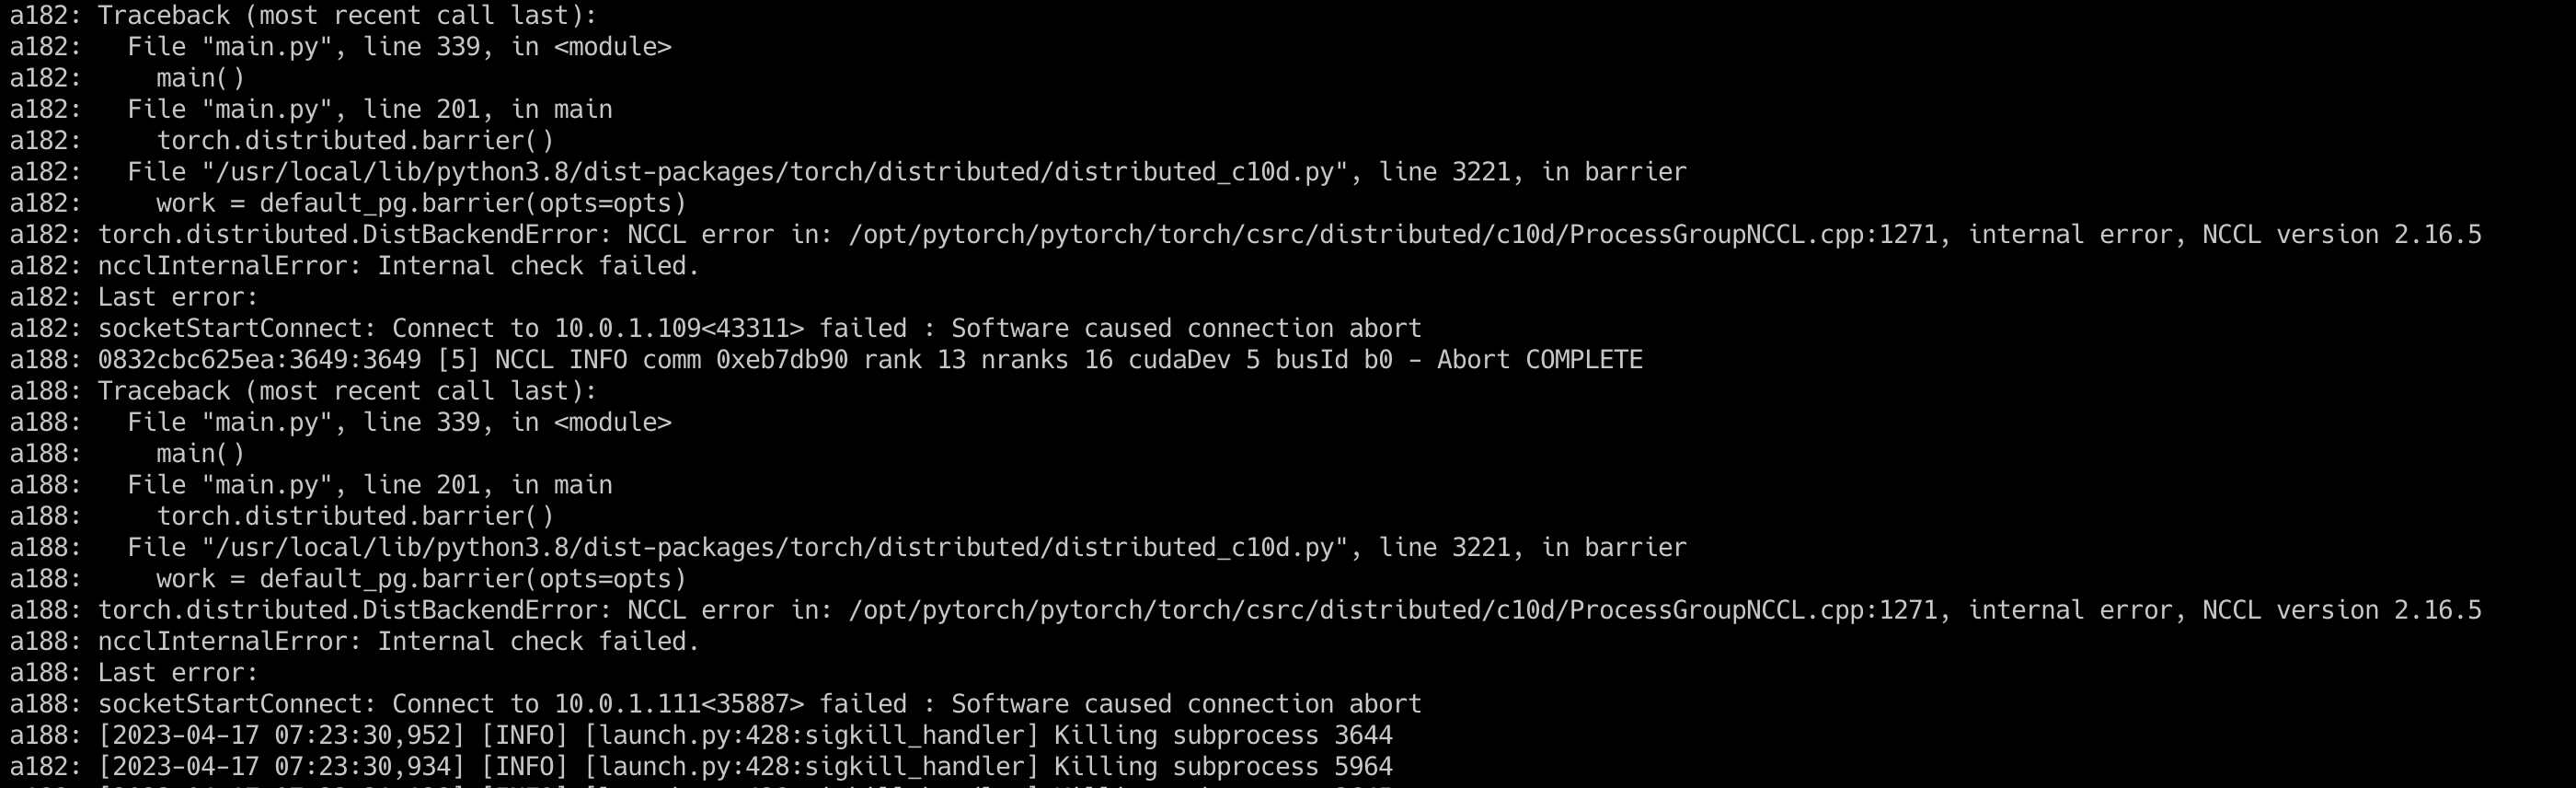 a182: Traceback (most recent call last):
a182:   File "main.py", line 339, in <module>
a182:     main()
a182:   File "main.py", line 201, in main
a182:     torch.distributed.barrier()
a182:   File "/usr/local/lib/python3.8/dist-packages/torch/distributed/distributed_c10d.py", line 3221, in barrier
a182:     work = default_pg.barrier(opts=opts)
a182: torch.distributed.DistBackendError: NCCL error in: /opt/pytorch/pytorch/torch/csrc/distributed/c10d/ProcessGroupNCCL.cpp:1271, internal error, NCCL version 2.16.5
a182: ncclInternalError: Internal check failed.
a182: Last error:
a182: socketStartConnect: Connect to 10.0.1.109<43311> failed : Software caused connection abort
a188: 0832cbc625ea:3649:3649 [5] NCCL INFO comm 0xeb7db90 rank 13 nranks 16 cudaDev 5 busId b0 - Abort COMPLETE
a188: Traceback (most recent call last):
a188:   File "main.py", line 339, in <module>
a188:     main()
a188:   File "main.py", line 201, in main
a188:     torch.distributed.barrier()
a188:   File "/usr/local/lib/python3.8/dist-packages/torch/distributed/distributed_c10d.py", line 3221, in barrier
a188:     work = default_pg.barrier(opts=opts)
a188: torch.distributed.DistBackendError: NCCL error in: /opt/pytorch/pytorch/torch/csrc/distributed/c10d/ProcessGroupNCCL.cpp:1271, internal error, NCCL version 2.16.5
a188: ncclInternalError: Internal check failed.
a188: Last error:
a188: socketStartConnect: Connect to 10.0.1.111<35887> failed : Software caused connection abort
a188: [2023-04-17 07:23:30,952] [INFO] [launch.py:428:sigkill_handler] Killing subprocess 3644
a182: [2023-04-17 07:23:30,934] [INFO] [launch.py:428:sigkill_handler] Killing subprocess 5964